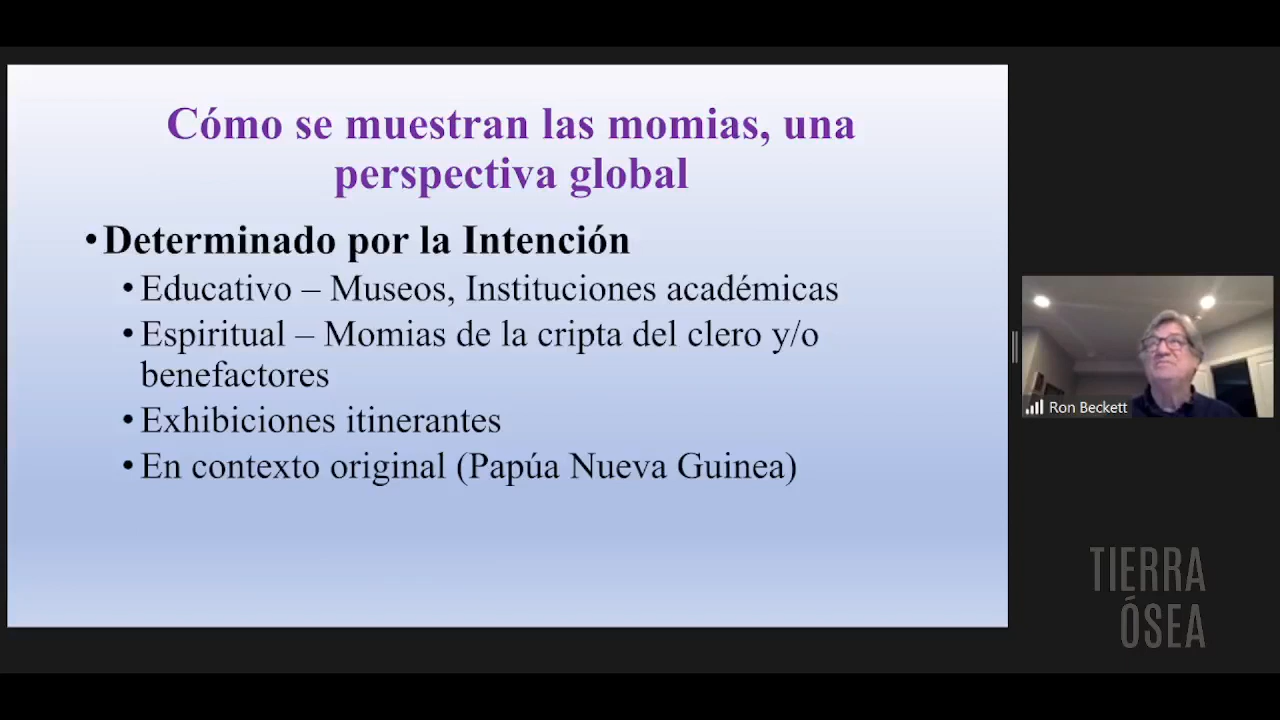 Cómo se muestran las momias, una
perspectiva global
•Determinado por la Intención
•Educativo – Museos, Instituciones académicas
•Espiritual – Momias de la cripta del clero y/o
benefactores
•Exhibiciones itinerantes
•En contexto original (Papúa Nueva Guinea)
Ron Beckett
TIERRA
ÓSEA